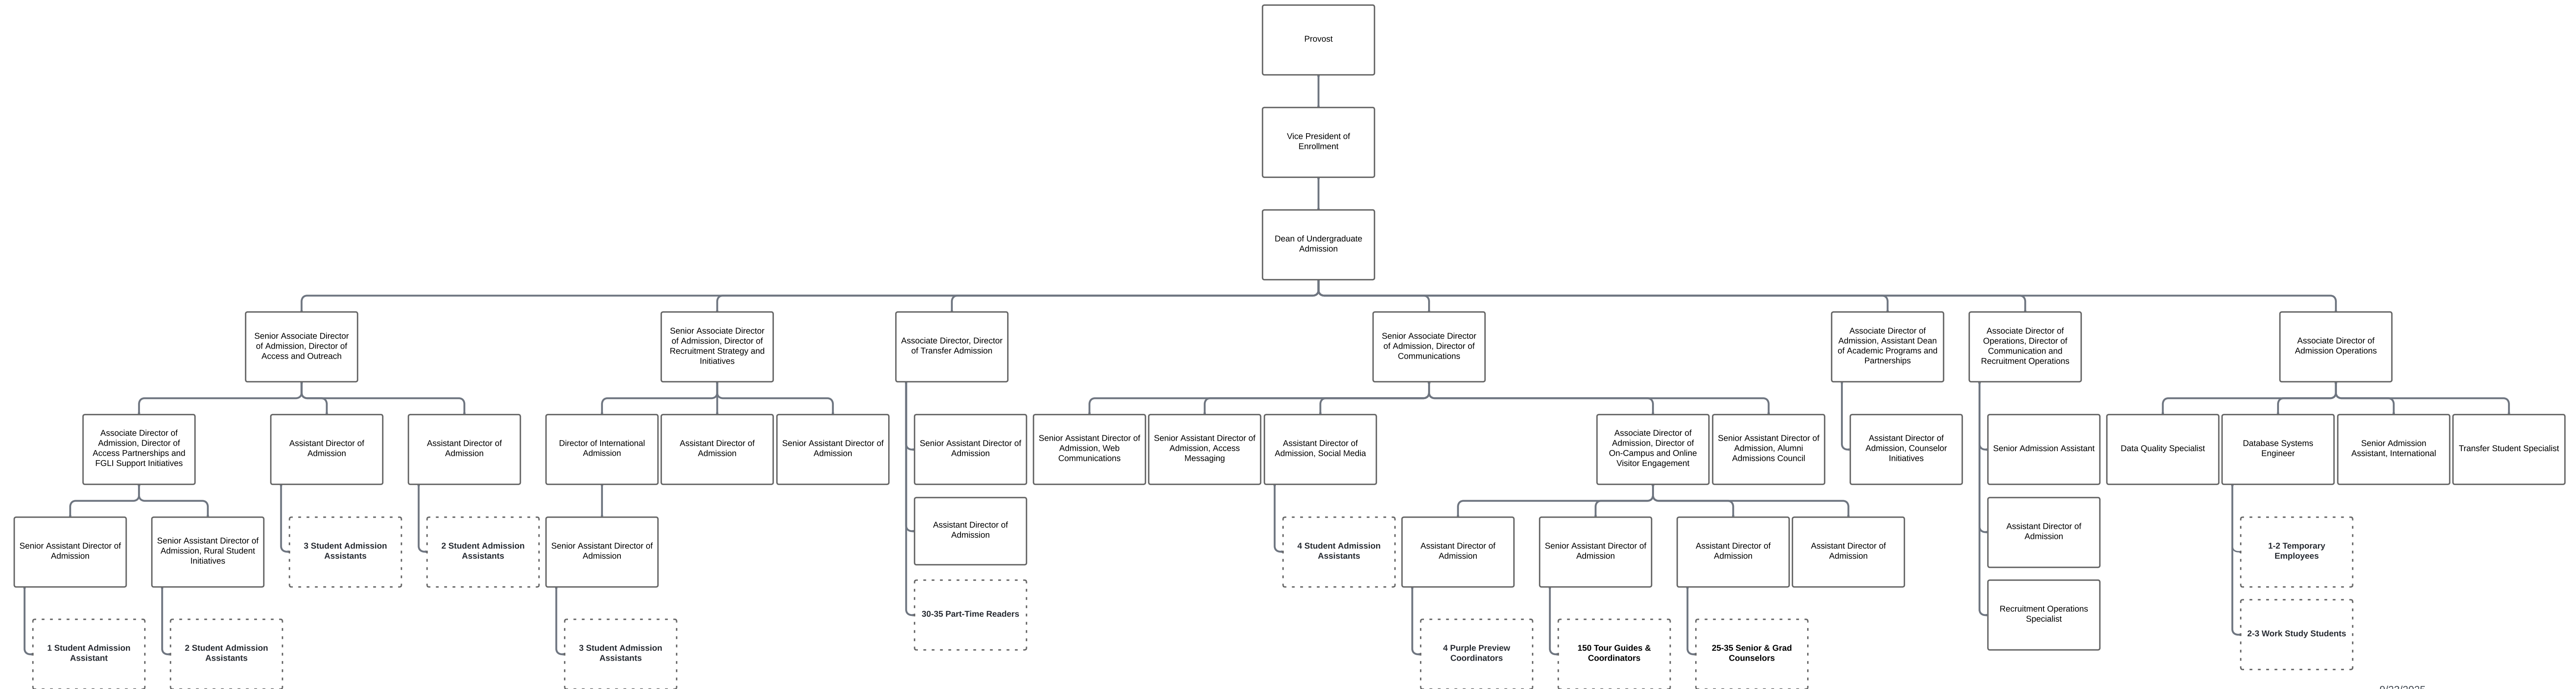 Provost
Vice President of
Enrollment
Dean of Undergraduate
Admission
Senior Associate Director
of Admission, Director of
Access and Outreach
Senior Associate Director
of Admission, Director of
Recruitment Strategy and
Initiatives
Associate Director, Director
of Transfer Admission
Senior Associate Director
of Admission, Director of
Communications
Associate Director of
Admission, Assistant Dean
of Academic Programs and
Partnerships
Associate Director of
Operations, Director of
Communication and
Recruitment Operations
Associate Director of
Admission Operations
Associate Director of
Admission, Director of
Access Partnerships and
FGLI Support Initiatives
Assistant Director of
Admission
Assistant Director of
Admission
Director of International
Admission
Assistant Director of
Admission
Senior Assistant Director of
Admission
Senior Assistant Director of
Admission
Senior Assistant Director of
Admission, Web
Communications
Senior Assistant Director of
Admission, Access
Messaging
Assistant Director of
Admission, Social Media
Associate Director of
Admission, Director of
On-Campus and Online
Visitor Engagement
Senior Assistant Director of
Admission, Alumni
Admissions Council
Assistant Director of
Admission, Counselor
Initiatives
Senior Admission Assistant
Data Quality Specialist
Database Systems
Engineer
Senior Admission
Assistant, International
Transfer Student Specialist
Senior Assistant Director of
Admission
Senior Assistant Director of
Admission, Rural Student
Initiatives
3 Student Admission
Assistants
2 Student Admission
Assistants
Senior Assistant Director of
Admission
Assistant Director of
Admission
4 Student Admission
Assistants
Assistant Director of
Admission
Senior Assistant Director of
Admission
Assistant Director of
Admission
Assistant Director of
Admission
Assistant Director of
Admission
1-2 Temporary
Employees
30-35 Part-Time Readers
Recruitment Operations
Specialist
2-3 Work Study Students
1 Student Admission
Assistant
2 Student Admission
Assistants
3 Student Admission
Assistants
4 Purple Preview
Coordinators
150 Tour Guides &
Coordinators
25-35 Senior & Grad
Counselors